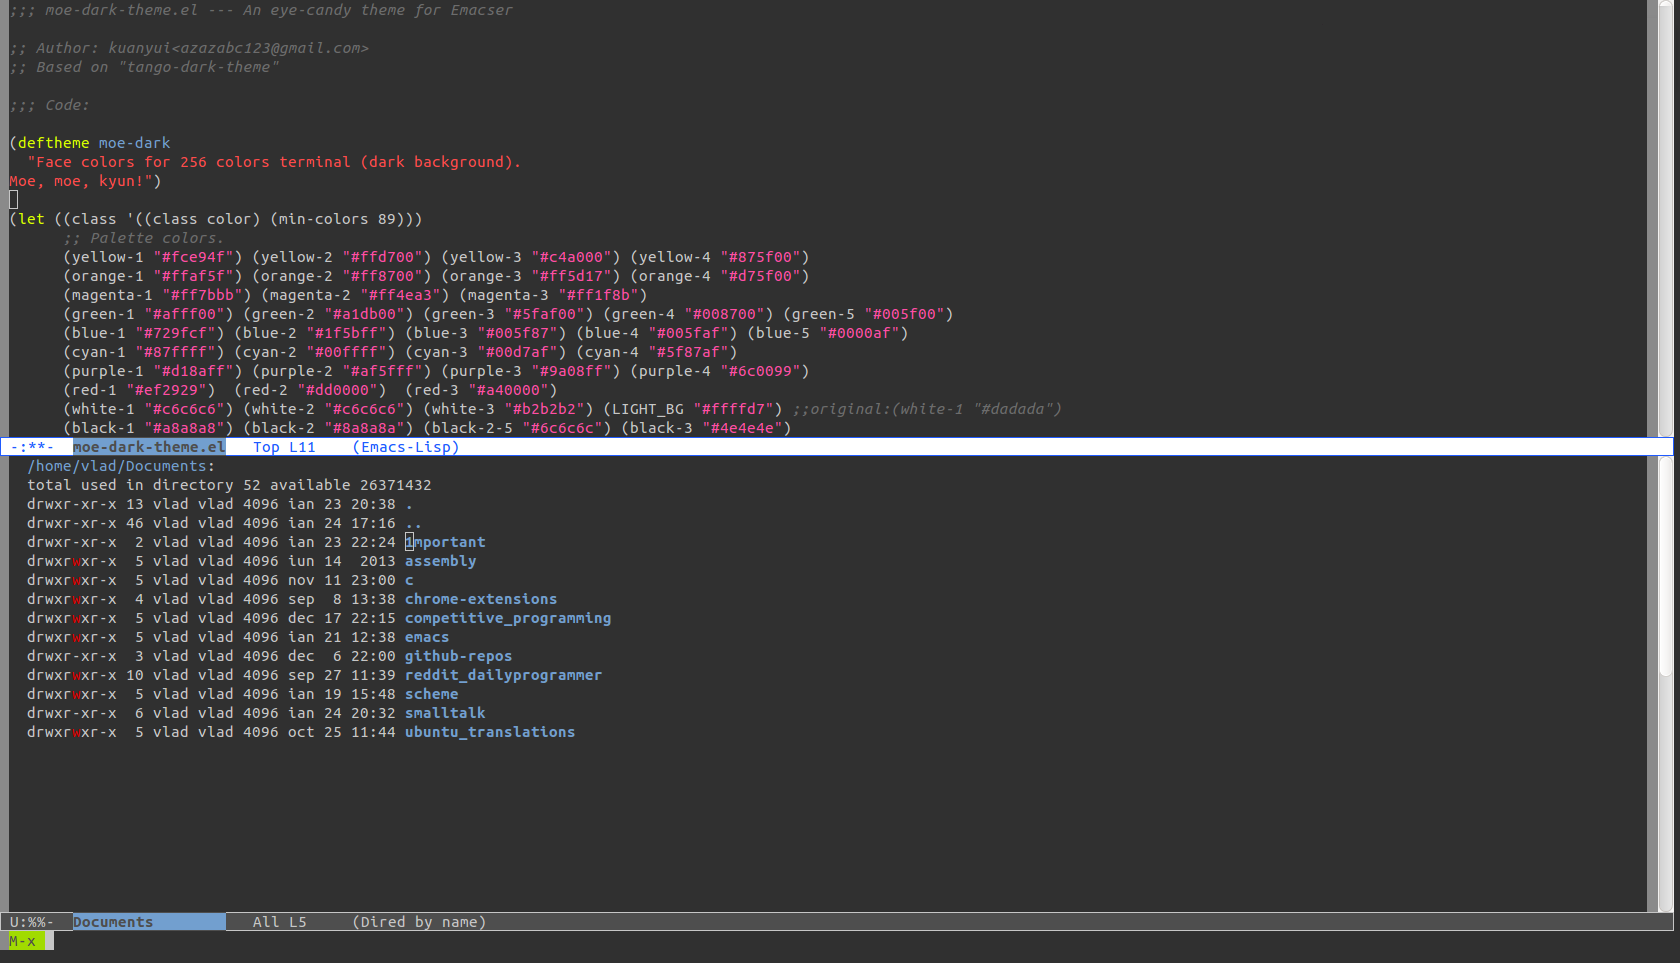 ;;; moe-dark-theme.el --- An eye-candy theme for Emacser
;; Author: kuanyui<azazabc123@gmail.com>
;; Based on "tango-dark-theme"
;;; Code:
(deftheme moe-dark
  "Face colors for 256 colors terminal (dark background).
Moe, moe, kyun!")
(let ((class '((class color) (min-colors 89)))
      ;; Palette colors.
      (yellow-1 "#fce94f") (yellow-2 "#ffd700") (yellow-3 "#c4a000") (yellow-4 "#875f00")
      (orange-1 "#ffaf5f") (orange-2 "#ff8700") (orange-3 "#ff5d17") (orange-4 "#d75f00")
      (magenta-1 "#ff7bbb") (magenta-2 "#ff4ea3") (magenta-3 "#ff1f8b")
      (green-1 "#afff00") (green-2 "#a1db00") (green-3 "#5faf00") (green-4 "#008700") (green-5 "#005f00")
      (blue-1 "#729fcf") (blue-2 "#1f5bff") (blue-3 "#005f87") (blue-4 "#005faf") (blue-5 "#0000af")
      (cyan-1 "#87ffff") (cyan-2 "#00ffff") (cyan-3 "#00d7af") (cyan-4 "#5f87af")
      (purple-1 "#d18aff") (purple-2 "#af5fff") (purple-3 "#9a08ff") (purple-4 "#6c0099")
      (red-1 "#ef2929")  (red-2 "#dd0000")  (red-3 "#a40000")
      (white-1 "#c6c6c6") (white-2 "#c6c6c6") (white-3 "#b2b2b2") (LIGHT_BG "#ffffd7") ;;original:(white-1 "#dadada")
      (black-1 "#a8a8a8") (black-2 "#8a8a8a") (black-2-5 "#6c6c6c") (black-3 "#4e4e4e")
-:**-  moe-dark-theme.el   Top L11    (Emacs-Lisp)
  /home/vlad/Documents:
  total used in directory 52 available 26371432
  drwxr-xr-x 13 vlad vlad 4096 ian 23 20:38 .
  drwxr-xr-x 46 vlad vlad 4096 ian 24 17:16 ..
  drwxr-xr-x  2 vlad vlad 4096 ian 23 22:24 important
  drwxrwxr-x  5 vlad vlad 4096 iun 14  2013 assembly
  drwxrwxr-x  5 vlad vlad 4096 nov 11 23:00 c
  drwxrwxr-x  4 vlad vlad 4096 sep  8 13:38 chrome-extensions
  drwxrwxr-x  5 vlad vlad 4096 dec 17 22:15 competitive_programming
  drwxrwxr-x  5 vlad vlad 4096 ian 21 12:38 emacs
  drwxr-xr-x  3 vlad vlad 4096 dec  6 22:00 github-repos
  drwxrwxr-x 10 vlad vlad 4096 sep 27 11:39 reddit_dailyprogrammer
  drwxrwxr-x  5 vlad vlad 4096 ian 19 15:48 scheme
  drwxr-xr-x  6 vlad vlad 4096 ian 24 20:32 smalltalk
  drwxrwxr-x  5 vlad vlad 4096 oct 25 11:44 ubuntu_translations
U:%%-  Documents           All L5     (Dired by name)
M-x